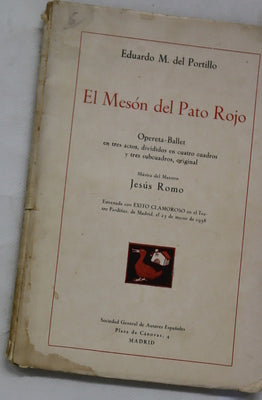 Eduardo M. del Portillo
El Mesón del Pato Rojo
Opereta-Ballet
en tres actos, divididos en cuatro cuadros
y tres subcuadros, original
Música del Maestro
Jesús Romo
Estrenada con EXITO CLAMOROSO en el Tea-
tro Pardiñas, de Madrid, el 23 de marzo de 1938
Sociedad General de Autores Españoles
Plaza de Cánovas, 4
MADRID